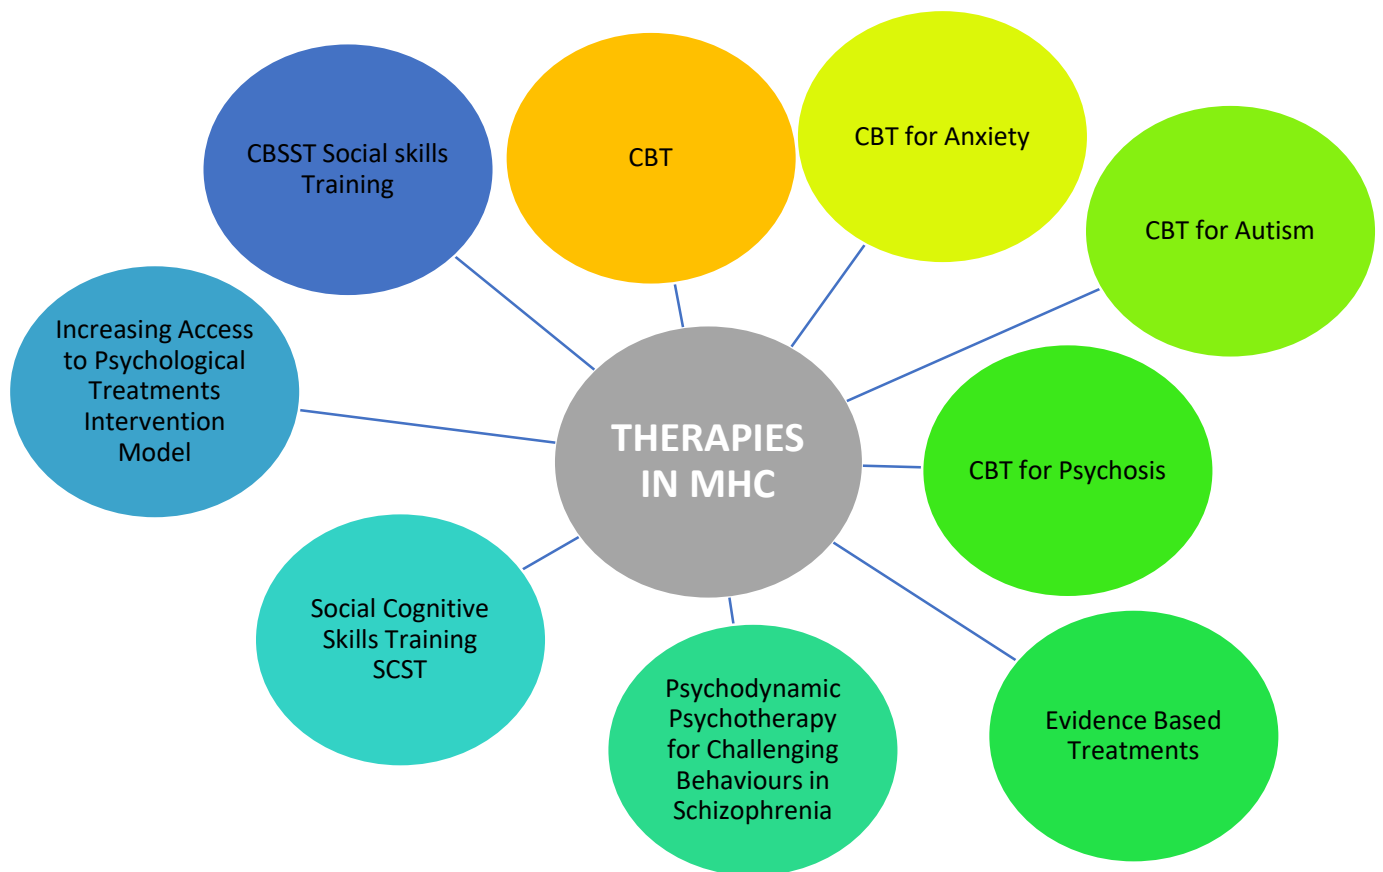 CBT for Anxiety
CBT
CBSST Social skills
Training
CBT for Autism
Increasing Access
to Psychological
Treatments
Intervention
Model
THERAPIES
IN MHC
CBT for Psychosis
Social Cognitive
Skills Training
SCST
Psychodynamic
Psychotherapy
for Challenging
Behaviours in
Schizophrenia
Evidence Based
Treatments